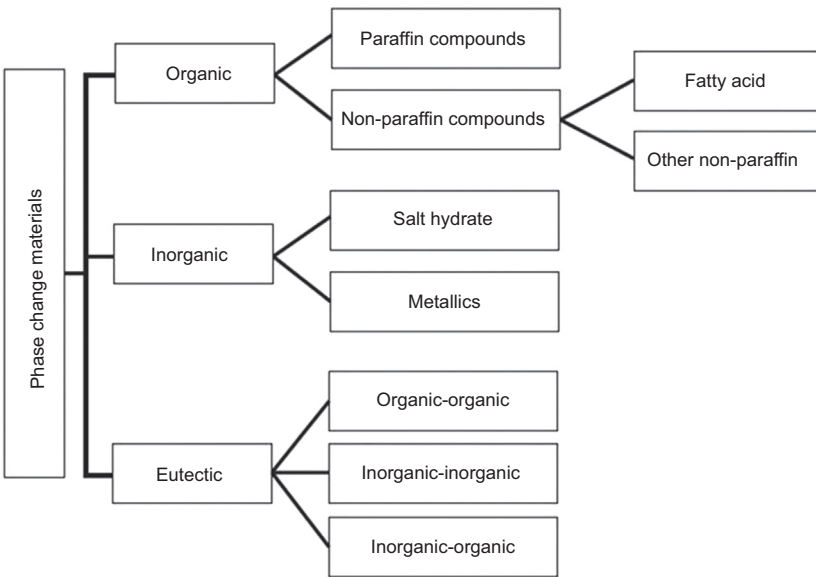 Phase change materials
Organic
Paraffin compounds
Non-paraffin compounds
Fatty acid
Other non-paraffin
Inorganic
Salt hydrate
Metallics
Eutectic
Organic-organic
Inorganic-inorganic
Inorganic-organic